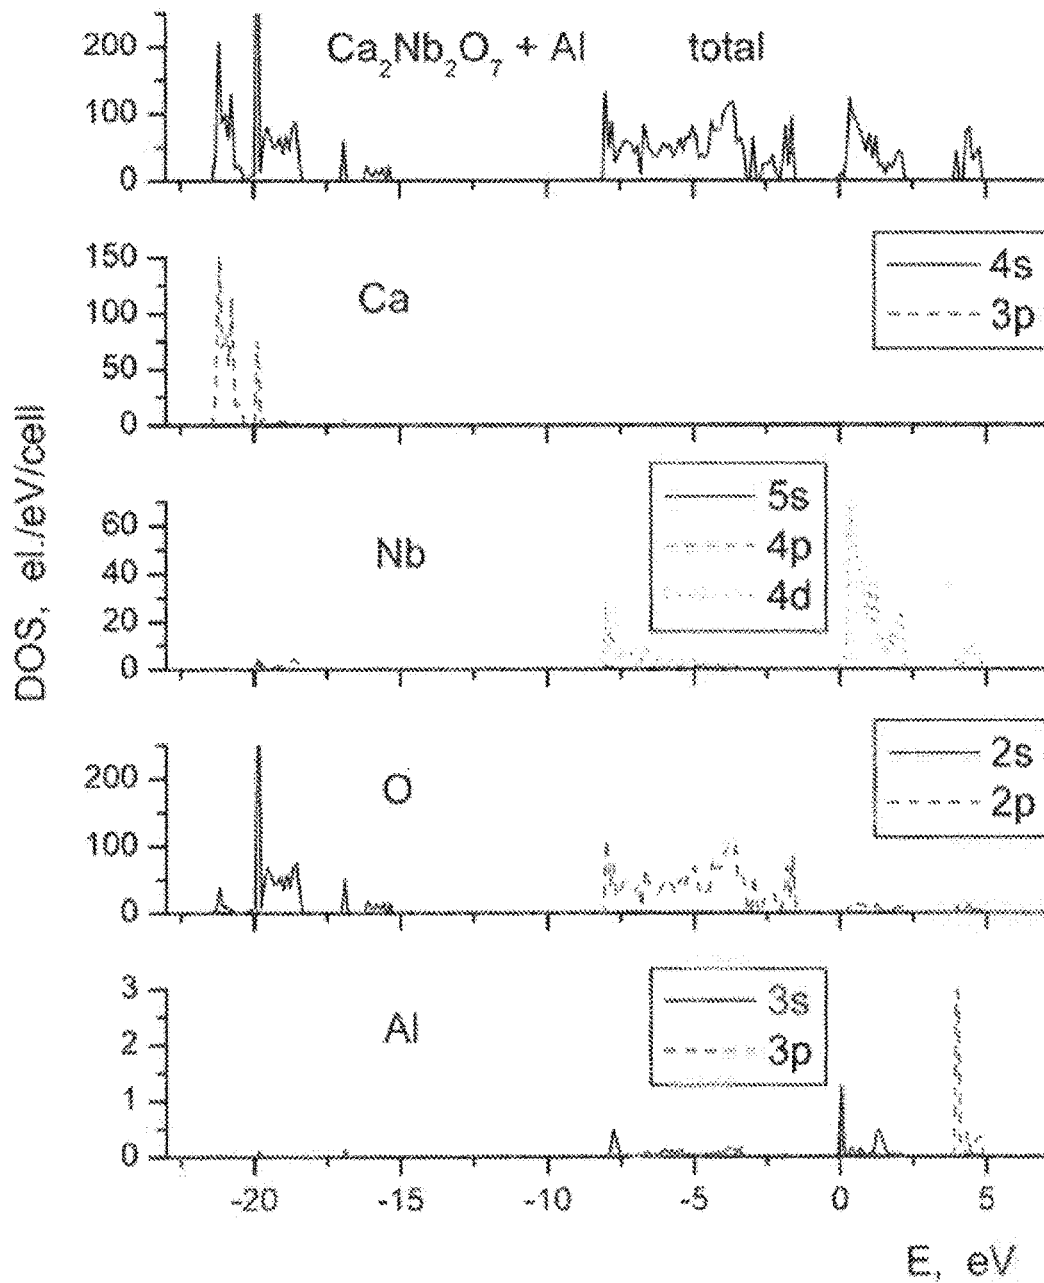 Ca₂Nb₂O₇ + Al total
200
100
0
-20 -15 -10 -5 0 5
Ca
4s
3p
150
100
50
0
Nb
5s
4p
4d
60
40
20
0
O
2s
2p
200
100
0
Al
3s
3p
3
2
1
0
DOS, el./eV/cell
E, eV